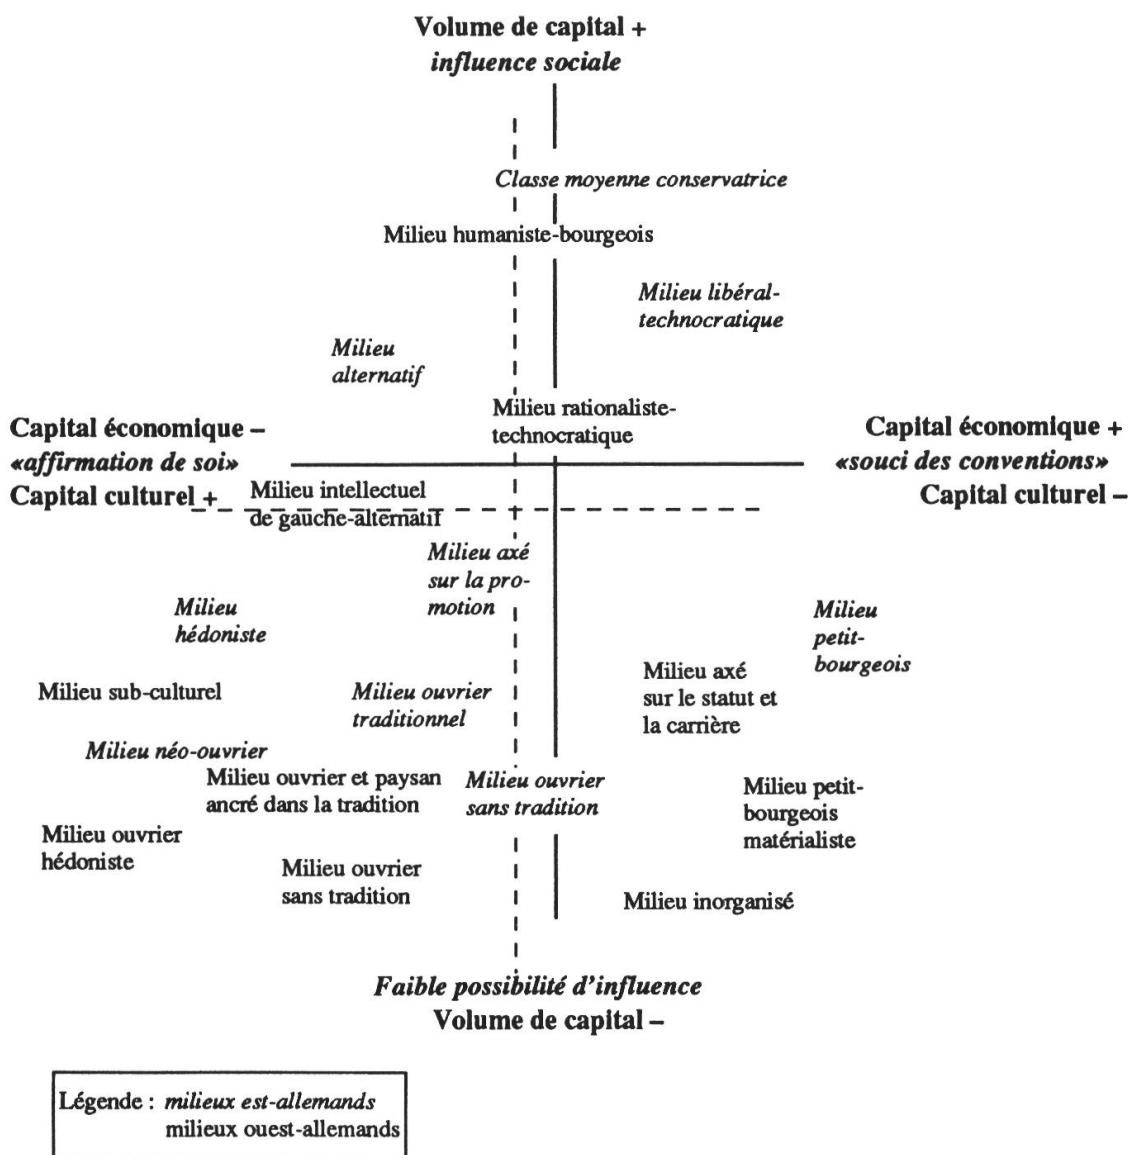 Volume de capital +
influence sociale
Classe moyenne conservatrice
Milieu humaniste-bourgeois
Milieu libéral-
technocratique
Milieu
alternatif
Milieu rationaliste-
technocratique
Capital économique –
«affirmation de soi»
Capital culturel +
Capital économique +
«souci des conventions»
Capital culturel –
Milieu intellectuel
de gauche-alternatif
Milieu axé
sur la pro-
motion
Milieu
hédoniste
Milieu
petit-
bourgeois
Milieu sub-culturel
Milieu ouvrier
traditionnel
Milieu axé
sur le statut et
la carrière
Milieu néo-ouvrier
Milieu ouvrier et paysan
ancré dans la tradition
Milieu ouvrier
sans tradition
Milieu petit-
bourgeois
matérialiste
Milieu ouvrier
hédoniste
Milieu ouvrier
sans tradition
Milieu inorganisé
Faible possibilité d'influence
Volume de capital –
Légende : milieux est-allemands
milieux ouest-allemands